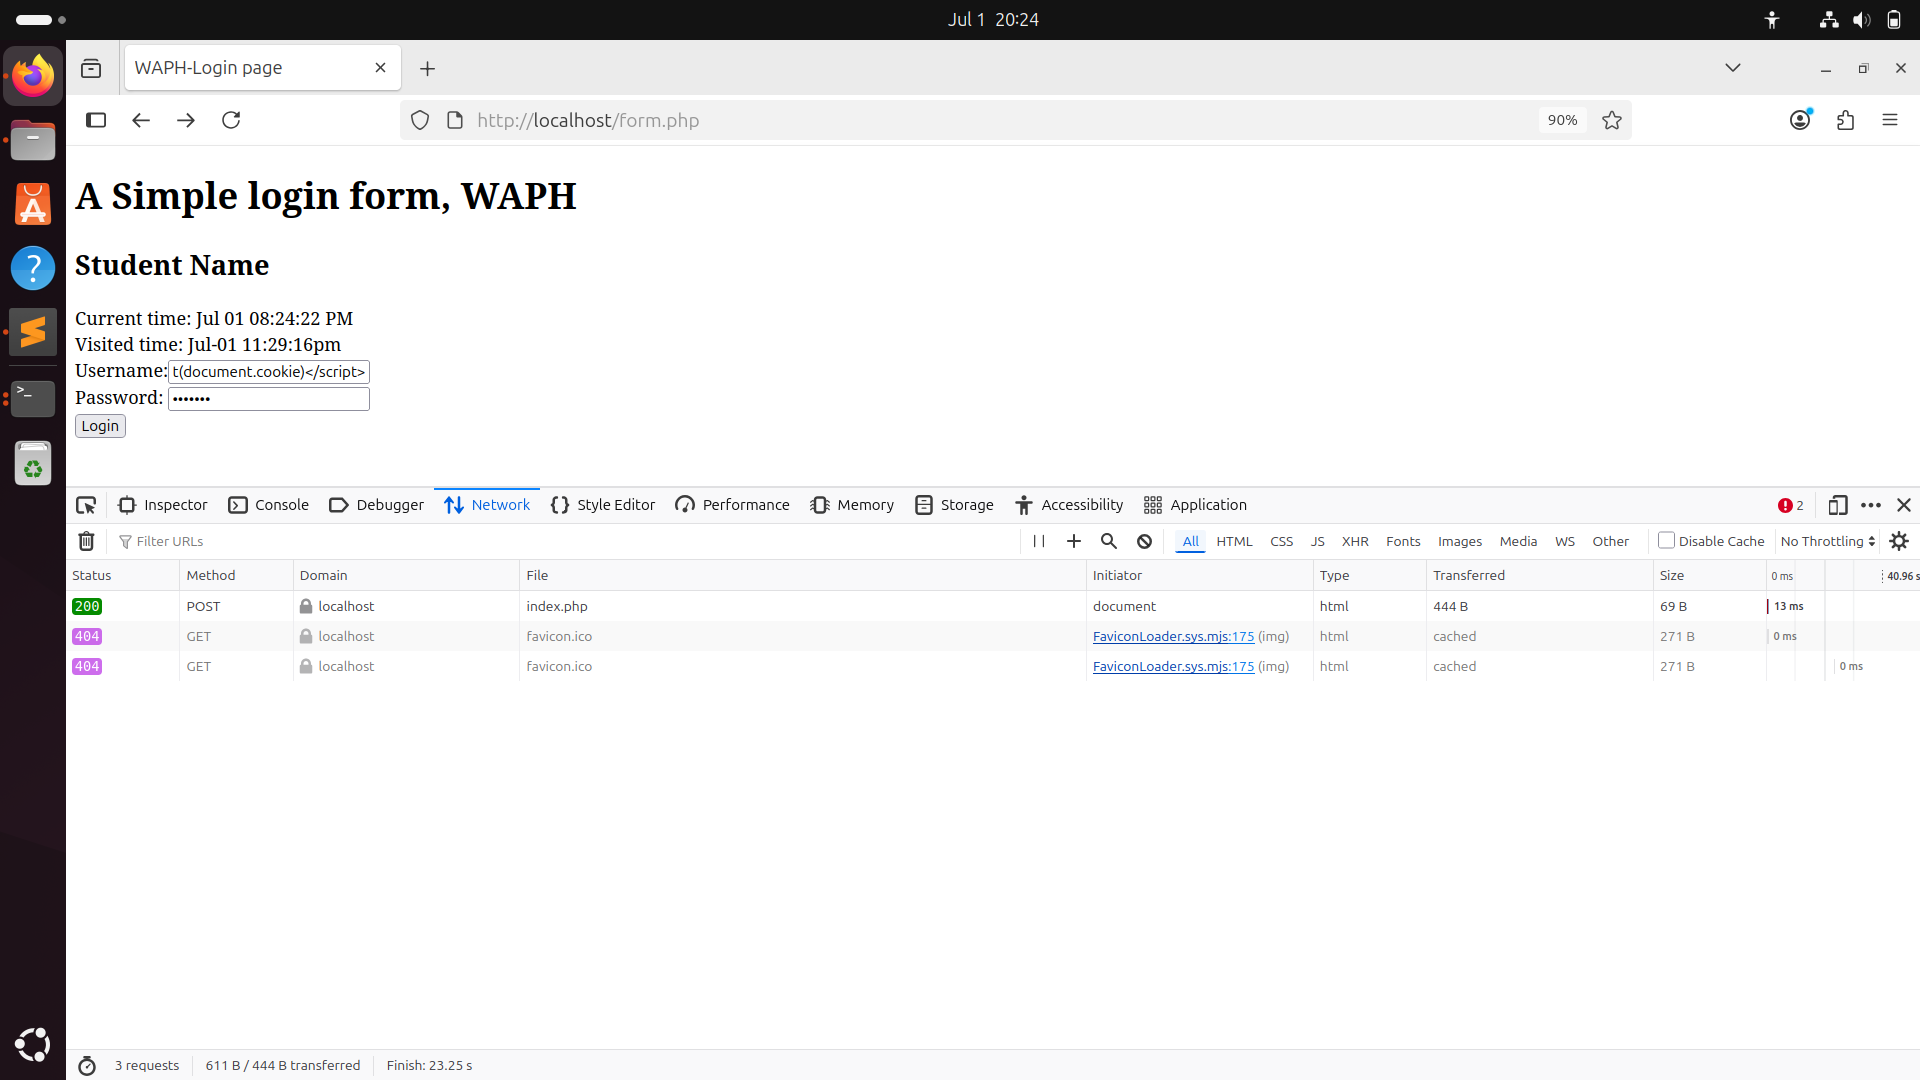 Jul 1 20:24
WAPH-Login page
http://localhost/form.php
90%
A Simple login form, WAPH
Student Name
Current time: Jul 01 08:24:22 PM
Visited time: Jul-01 11:29:16pm
Username: t(document.cookie)</script>
Password: •••••••
Login
Inspector Console Debugger Network Style Editor Performance Memory Storage Accessibility Application 2
Filter URLs All HTML CSS JS XHR Fonts Images Media WS Other Disable Cache No Throttling
Status Method Domain File Initiator Type Transferred Size 0 ms 40.96 s
200 POST localhost index.php document html 444 B 69 B 13 ms
404 GET localhost favicon.ico FaviconLoader.sys.mjs:175 (img) html cached 271 B 0 ms
404 GET localhost favicon.ico FaviconLoader.sys.mjs:175 (img) html cached 271 B 0 ms
3 requests 611 B / 444 B transferred Finish: 23.25 s